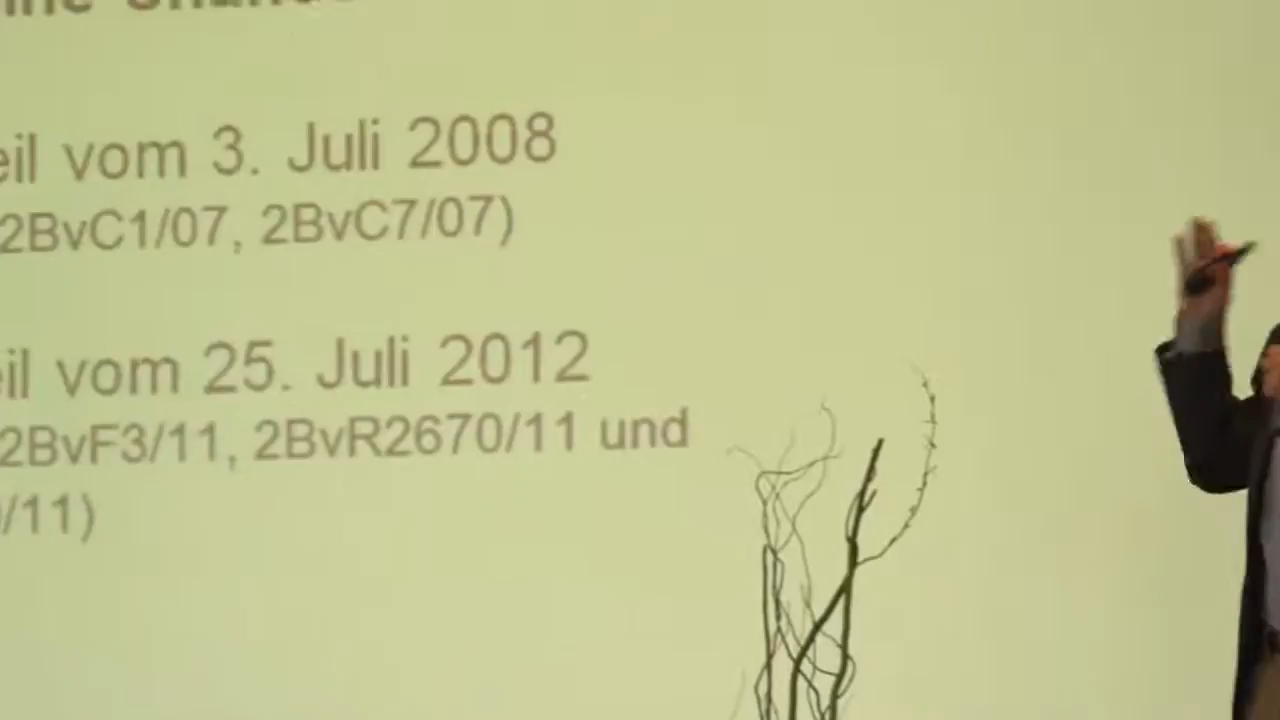 eil vom 3. Juli 2008
2BvC1/07, 2BvC7/07)
eil vom 25. Juli 2012
2BvF3/11, 2BvR2670/11 und
/11)